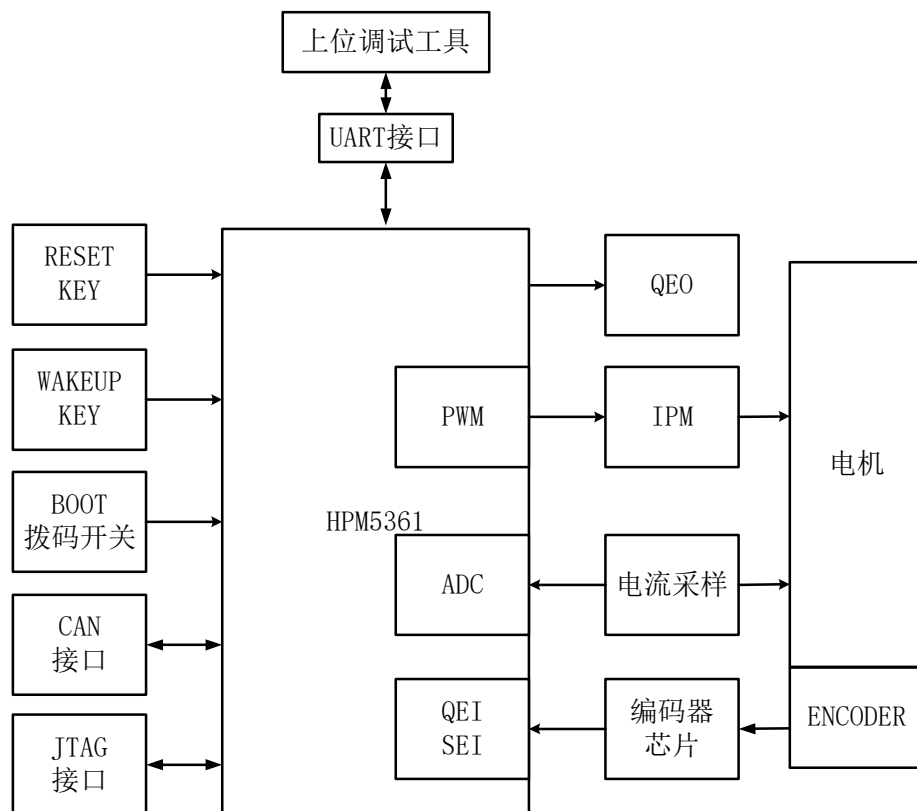 上位调试工具
UART接口
RESET
KEY
QEO
WAKEUP
KEY
PWM
IPM
电机
BOOT
拨码开关
HPM5361
ADC
电流采样
CAN
接口
QEI
SEI
编码器
芯片
ENCODER
JTAG
接口